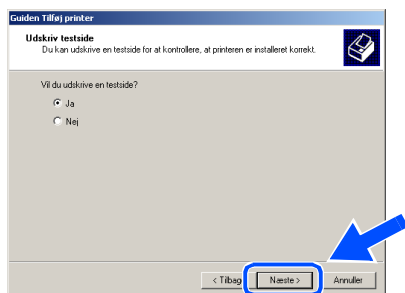 Guiden Tilføj printer
Udskriv testside
Du kan udskrive en testside for at kontrollere, at printeren er installeret korrekt.
Vil du udskrive en testside?
Ja
Nej
< Tilbag
Næste >
Annuller